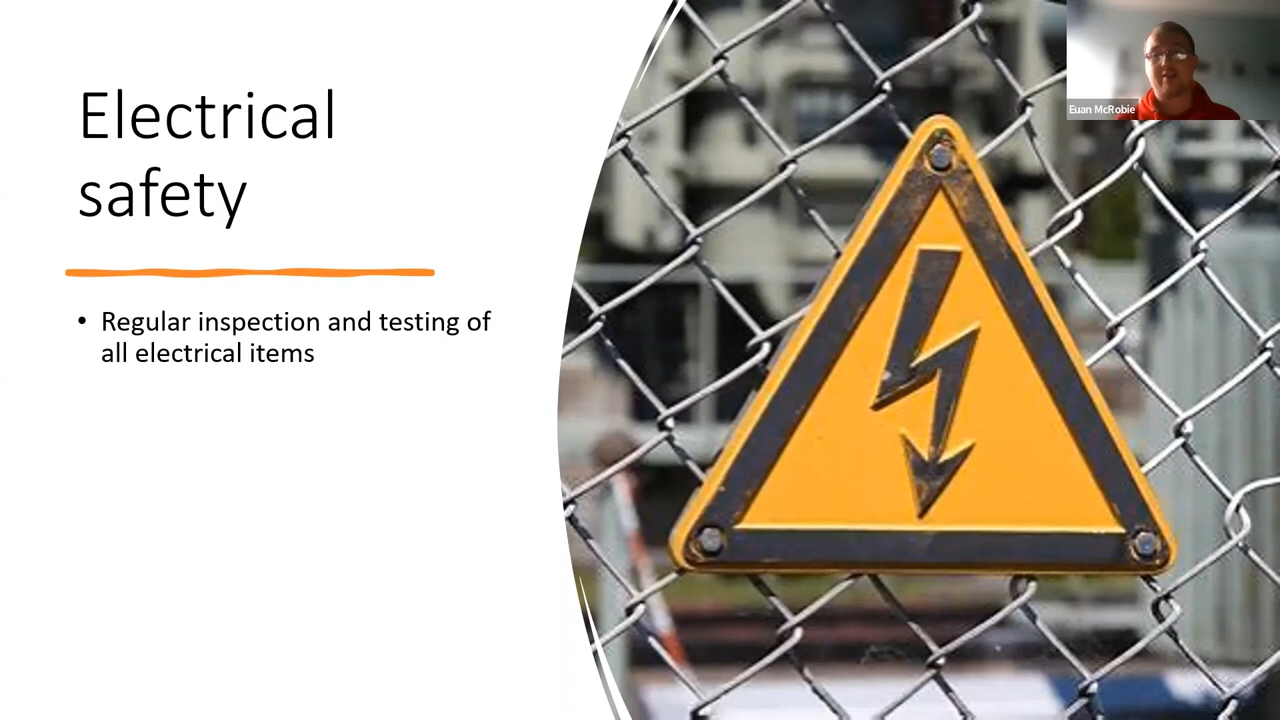 Electrical
safety
• Regular inspection and testing of
all electrical items
Euan McRobie